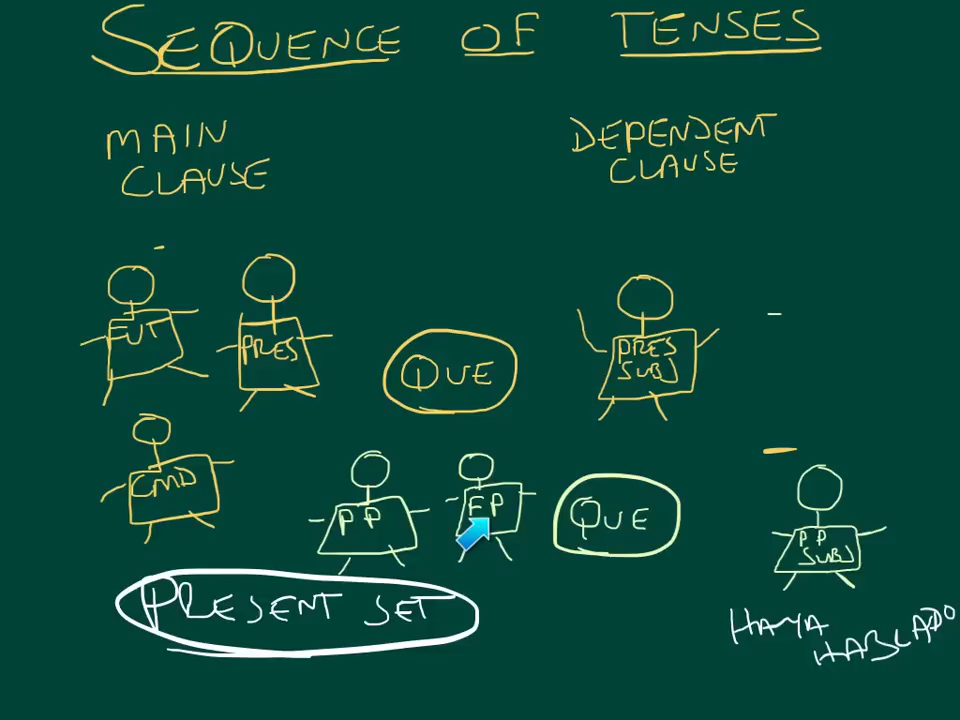 SEQUENCE OF TENSES
MAIN
CLAUSE
DEPENDENT
CLAUSE
FUT
PRES
QUE
PRES
SUBJ
CMD
PP
FP
QUE
PP
SUBJ
PRESENT SET
HAYA
HABLADO